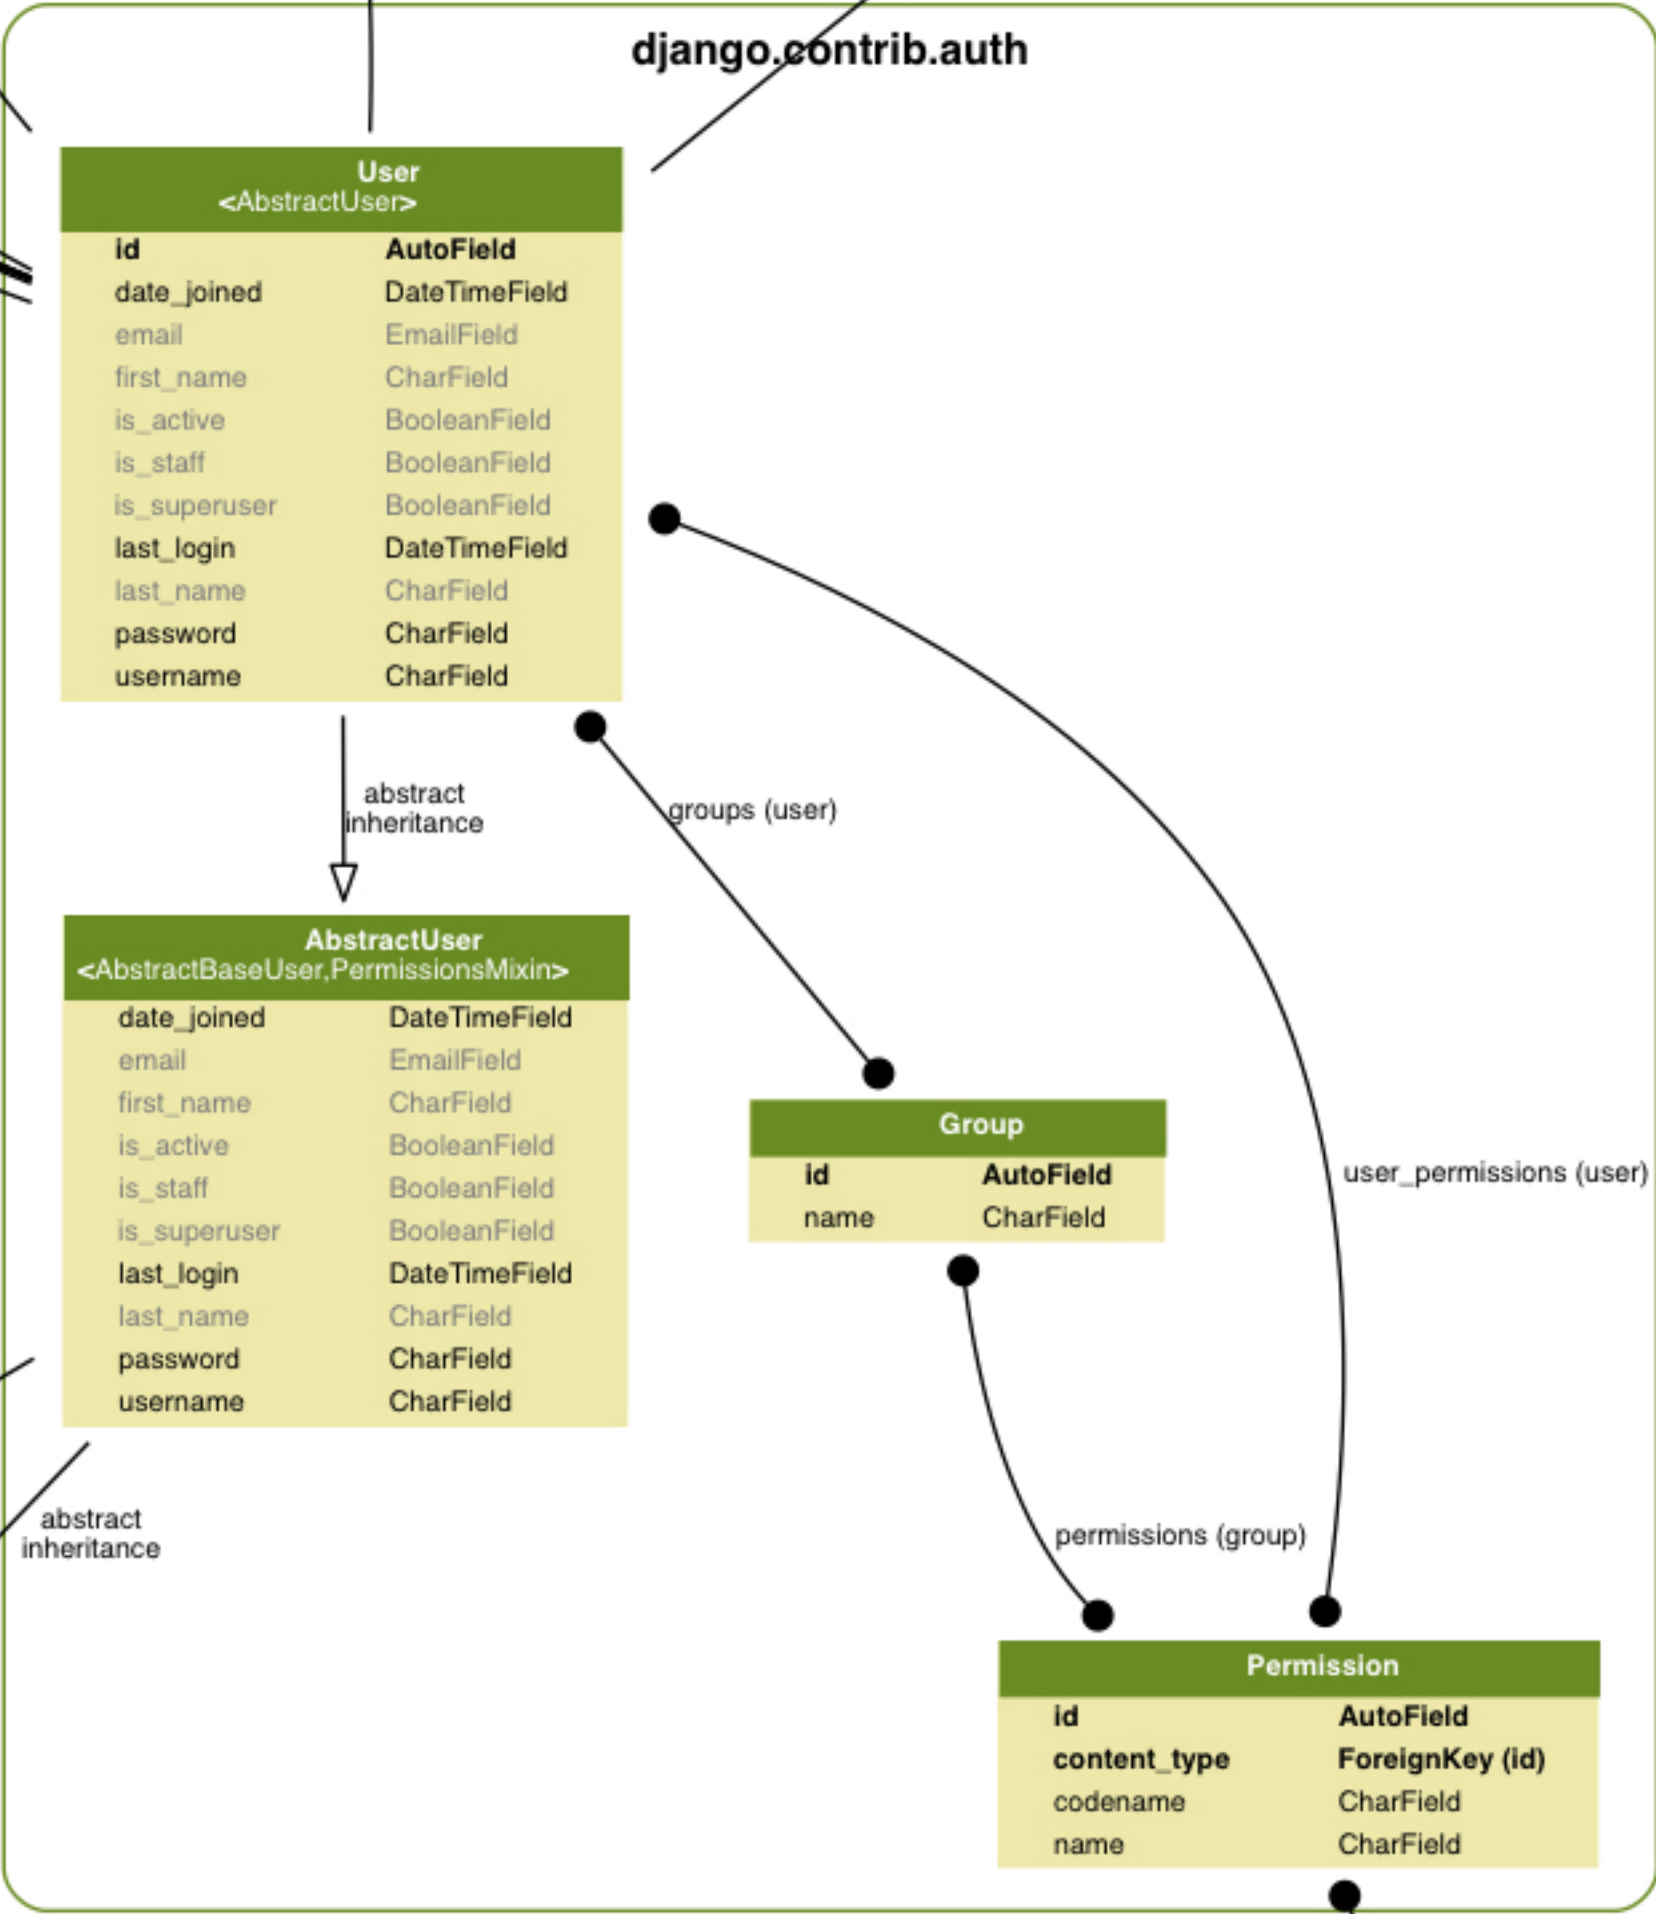 django.contrib.auth
User
<AbstractUser>
id AutoField
date_joined DateTimeField
email EmailField
first_name CharField
is_active BooleanField
is_staff BooleanField
is_superuser BooleanField
last_login DateTimeField
last_name CharField
password CharField
username CharField
abstract
inheritance
groups (user)
AbstractUser
<AbstractBaseUser,PermissionsMixin>
date_joined DateTimeField
email EmailField
first_name CharField
is_active BooleanField
is_staff BooleanField
is_superuser BooleanField
last_login DateTimeField
last_name CharField
password CharField
username CharField
abstract
inheritance
Group
id AutoField
name CharField
user_permissions (user)
permissions (group)
Permission
id AutoField
content_type ForeignKey (id)
codename CharField
name CharField